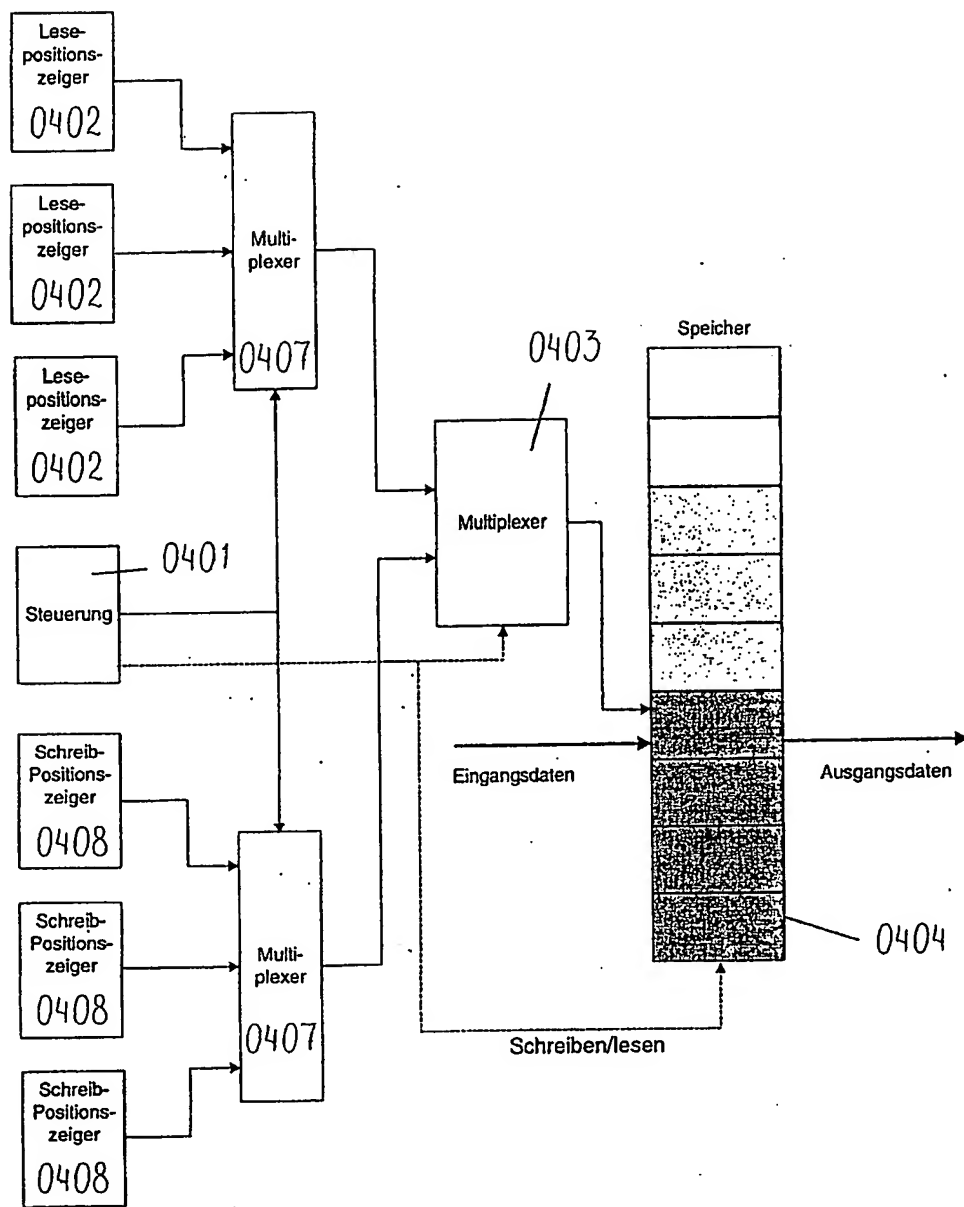 Lese-
positions-
zeiger
0402
Lese-
positions-
zeiger
0402
Lese-
positions-
zeiger
0402
Multi-
plexer
0407
0403
Multiplexer
Speicher
0401
Steuerung
Schreib-
Positions-
zeiger
0408
Schreib-
Positions-
zeiger
0408
Schreib-
Positions-
zeiger
0408
Multi-
plexer
0407
Eingangsdaten
Ausgangsdaten
0404
Schreiben/lesen